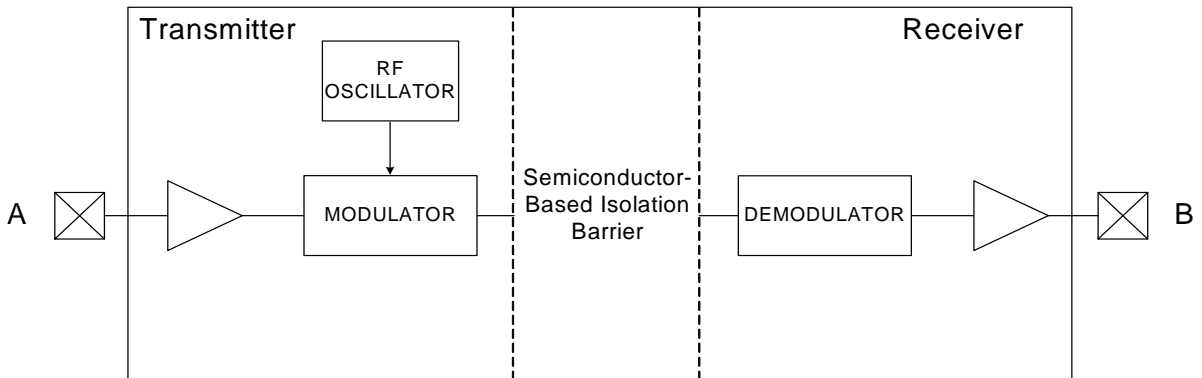 Transmitter
Receiver
RF
OSCILLATOR
A
MODULATOR
Semiconductor-
Based Isolation
Barrier
DEMODULATOR
B